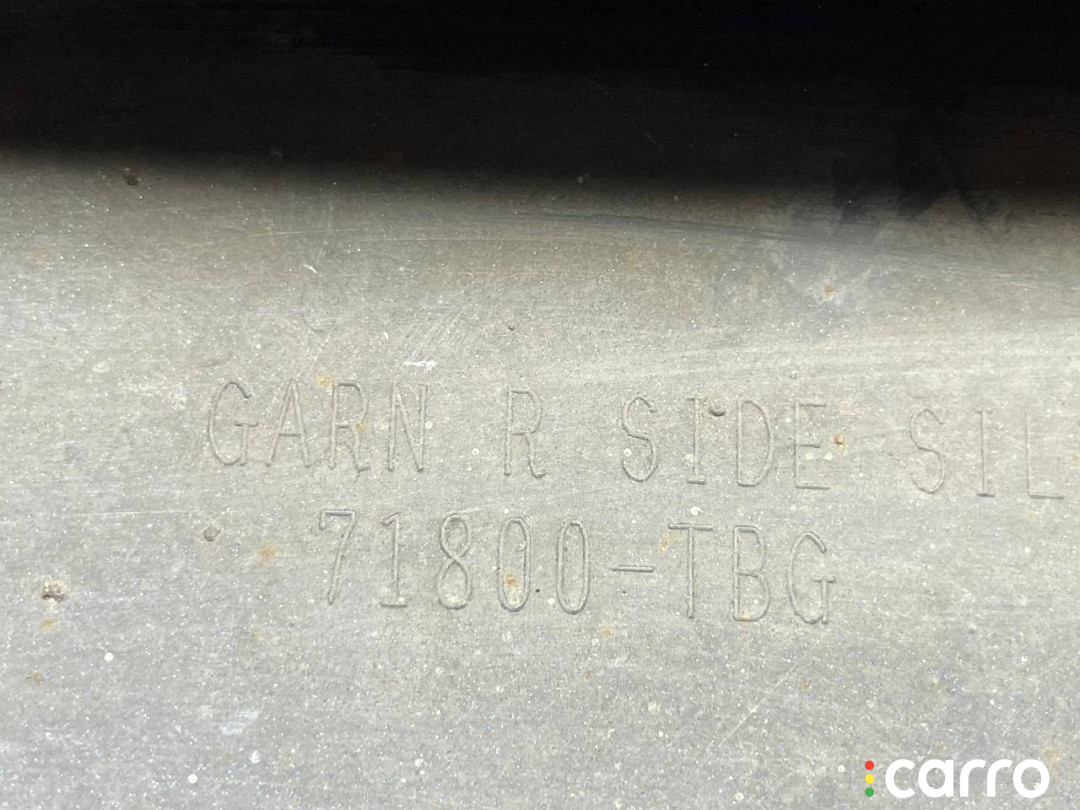 GARN R SIDE SIL
71800-TBG
carro